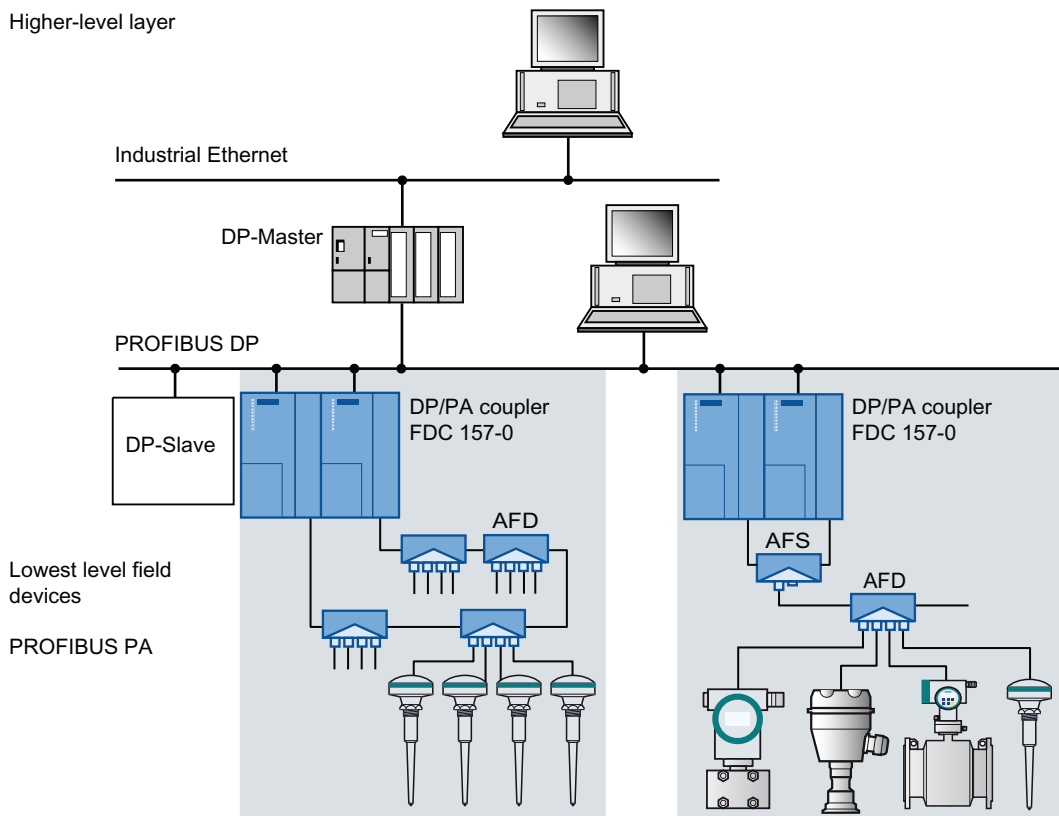 Higher-level layer
Industrial Ethernet
DP-Master
PROFIBUS DP
DP-Slave
DP/PA coupler
FDC 157-0
DP/PA coupler
FDC 157-0
AFD
AFS
AFD
Lowest level field
devices
PROFIBUS PA